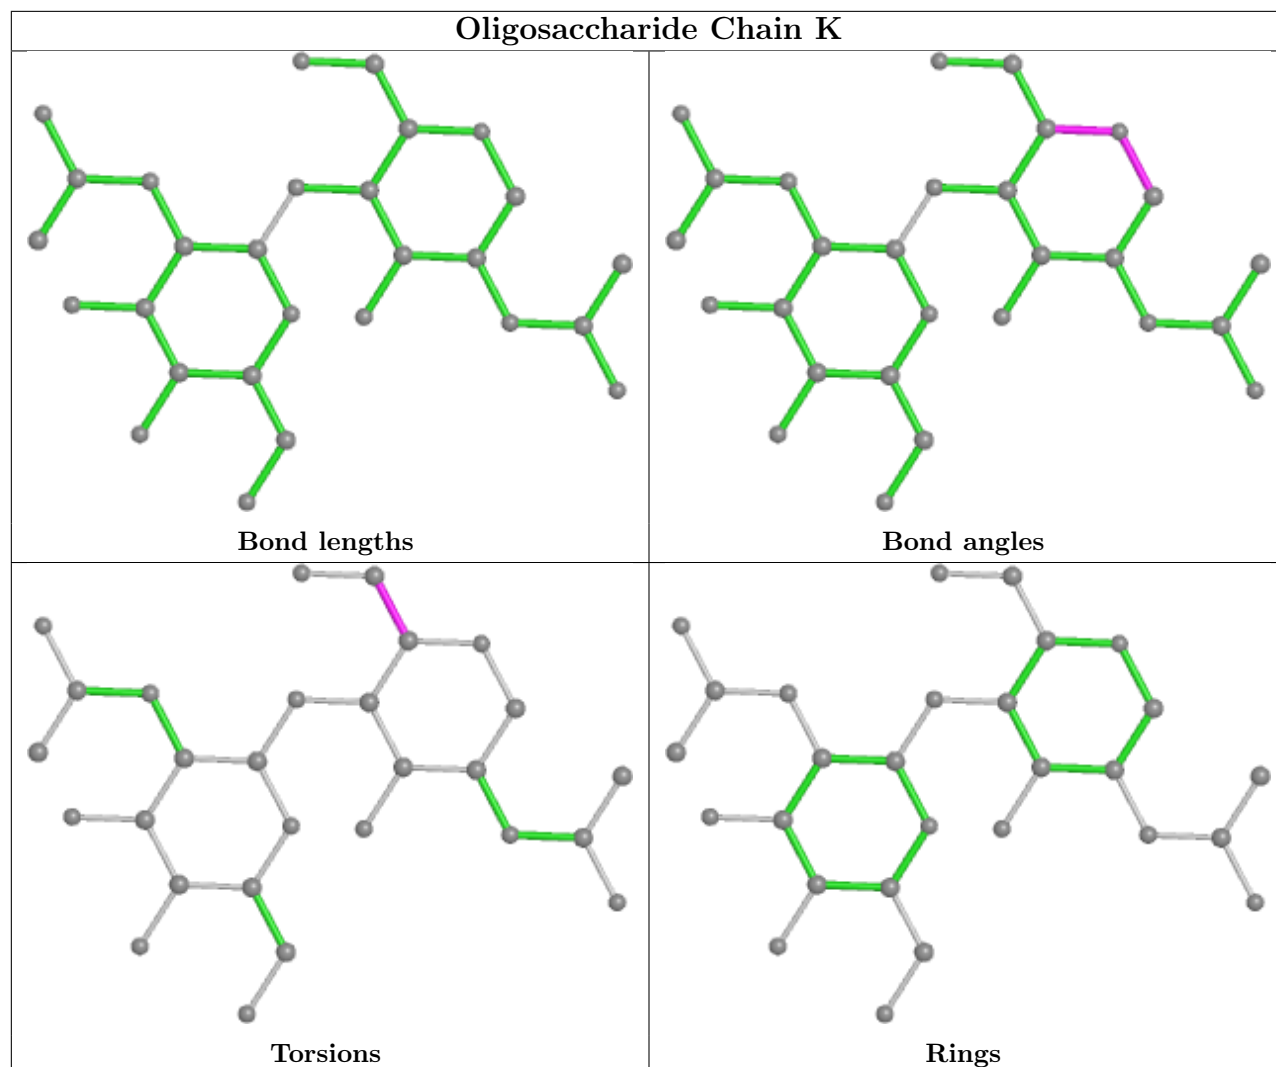 Oligosaccharide Chain K
Bond lengths
Bond angles
Torsions
Rings